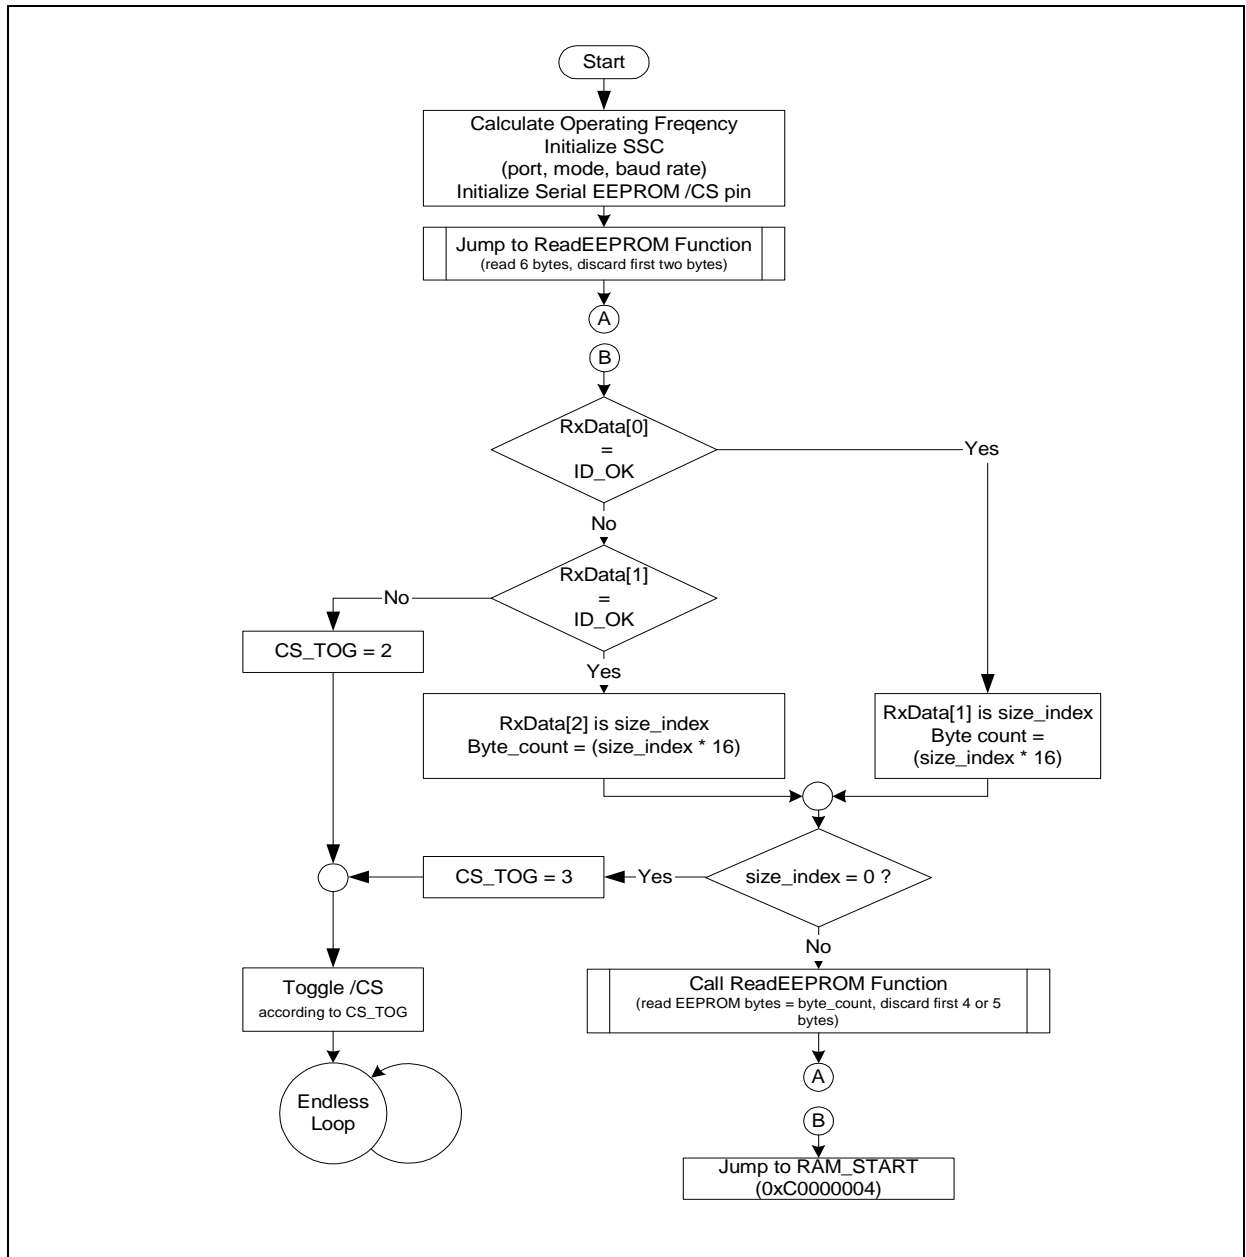 Start
Calculate Operating Freqency
Initialize SSC
(port, mode, baud rate)
Initialize Serial EEPROM /CS pin
Jump to ReadEEPROM Function
(read 6 bytes, discard first two bytes)
A
B
RxData[0]
=
ID_OK
Yes
No
RxData[1]
=
ID_OK
No
CS_TOG = 2
Yes
RxData[2] is size_index
Byte_count = (size_index * 16)
RxData[1] is size_index
Byte count =
(size_index * 16)
size_index = 0 ?
Yes
CS_TOG = 3
No
Toggle /CS
according to CS_TOG
Call ReadEEPROM Function
(read EEPROM bytes = byte_count, discard first 4 or 5
bytes)
A
Endless
Loop
B
Jump to RAM_START
(0xC0000004)